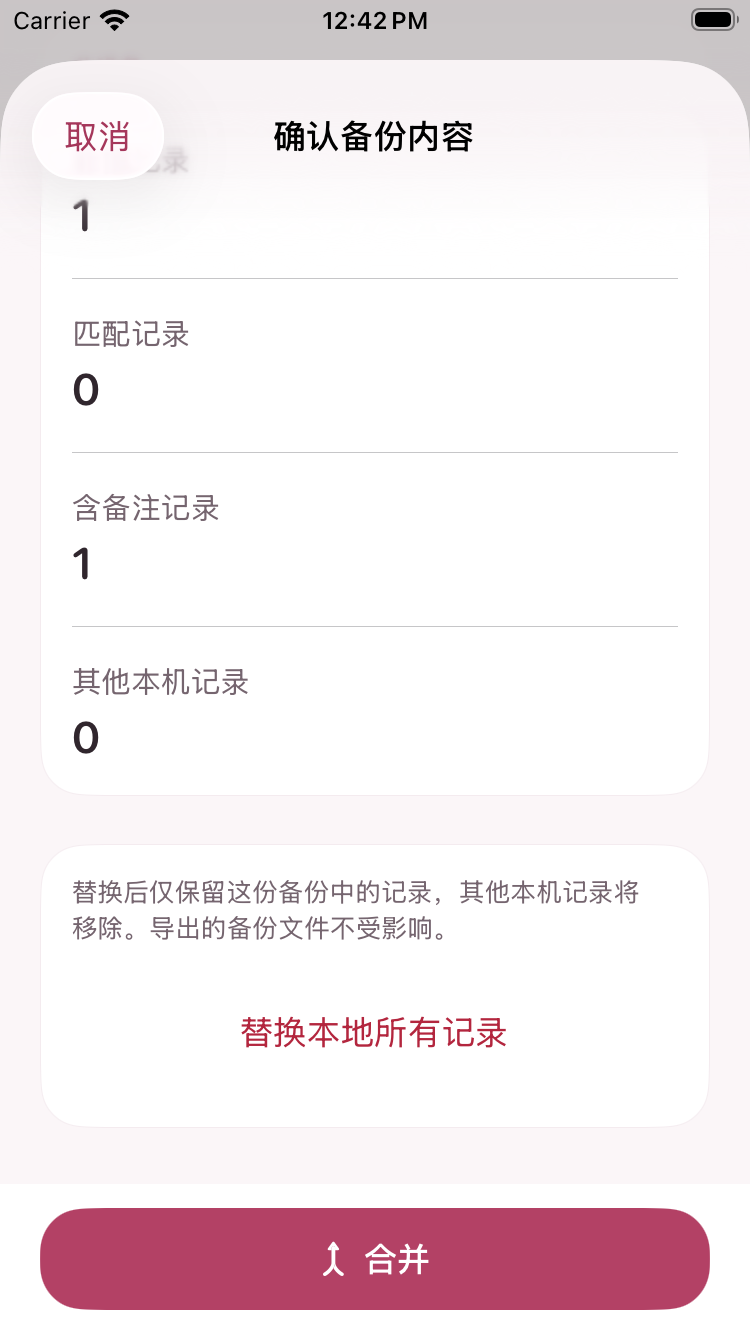 Carrier
12:42 PM
取消
确认备份内容
记录
1
匹配记录
0
含备注记录
1
其他本机记录
0
替换后仅保留这份备份中的记录，其他本机记录将
移除。导出的备份文件不受影响。
替换本地所有记录
合并